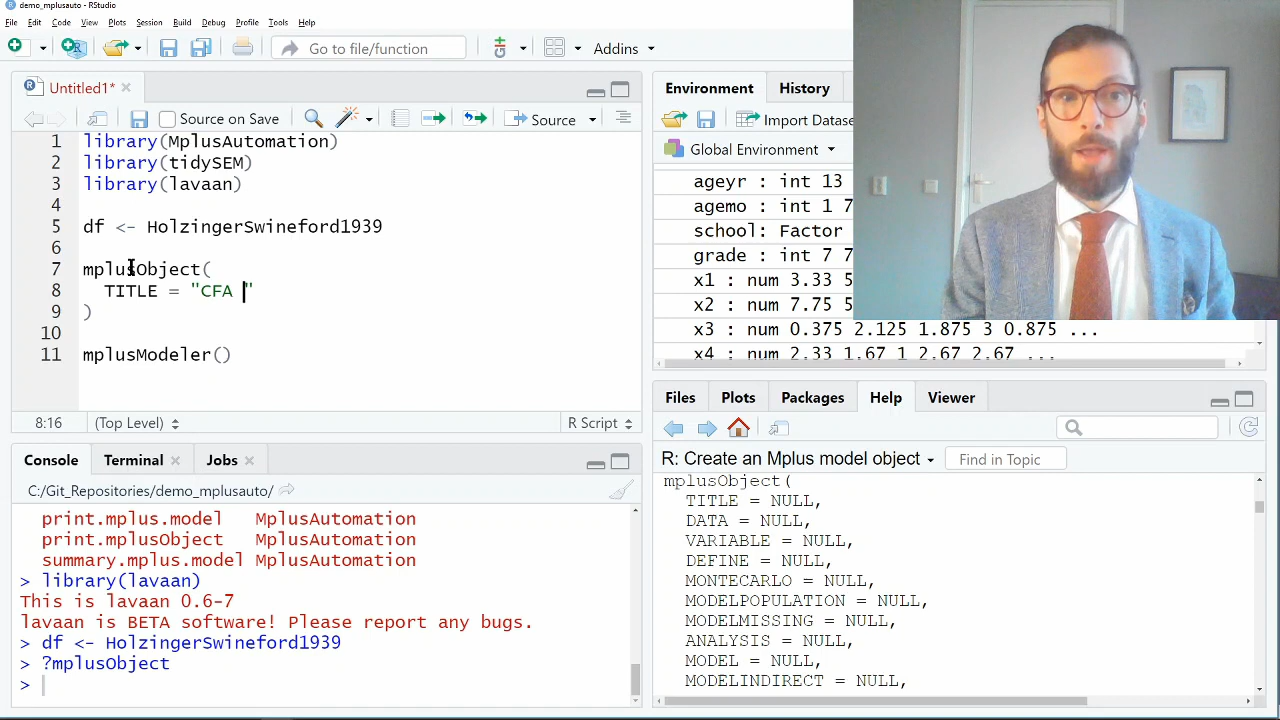 demo_mplusauto - RStudio
File Edit Code View Plots Session Build Debug Profile Tools Help
Go to file/function Addins
Untitled1*
Source on Save Source
1 library(MplusAutomation)
2 library(tidySEM)
3 library(lavaan)
4
5 df <- HolzingerSwineford1939
6
7 mplusObject(
8 TITLE = "CFA "
9 )
10
11 mplusModeler()
8:16 (Top Level) R Script
Console Terminal Jobs
C:/Git_Repositories/demo_mplusauto/
print.mplus.model MplusAutomation
print.mplusObject MplusAutomation
summary.mplus.model MplusAutomation
> library(lavaan)
This is lavaan 0.6-7
lavaan is BETA software! Please report any bugs.
> df <- HolzingerSwineford1939
> ?mplusObject
>
Environment History
Import Datase
Global Environment
ageyr : int 13
agemo : int 1 7
school: Factor
grade : int 7 7
x1 : num 3.33
x2 : num 7.75 5
x3 : num 0.375 2.125 1.875 3 0.875 ...
x4 : num 2.33 1.67 1 2.67 2.67 ...
Files Plots Packages Help Viewer
R: Create an Mplus model object Find in Topic
mplusObject(
TITLE = NULL,
DATA = NULL,
VARIABLE = NULL,
DEFINE = NULL,
MONTECARLO = NULL,
MODELPOPULATION = NULL,
MODELMISSING = NULL,
ANALYSIS = NULL,
MODEL = NULL,
MODELINDIRECT = NULL,